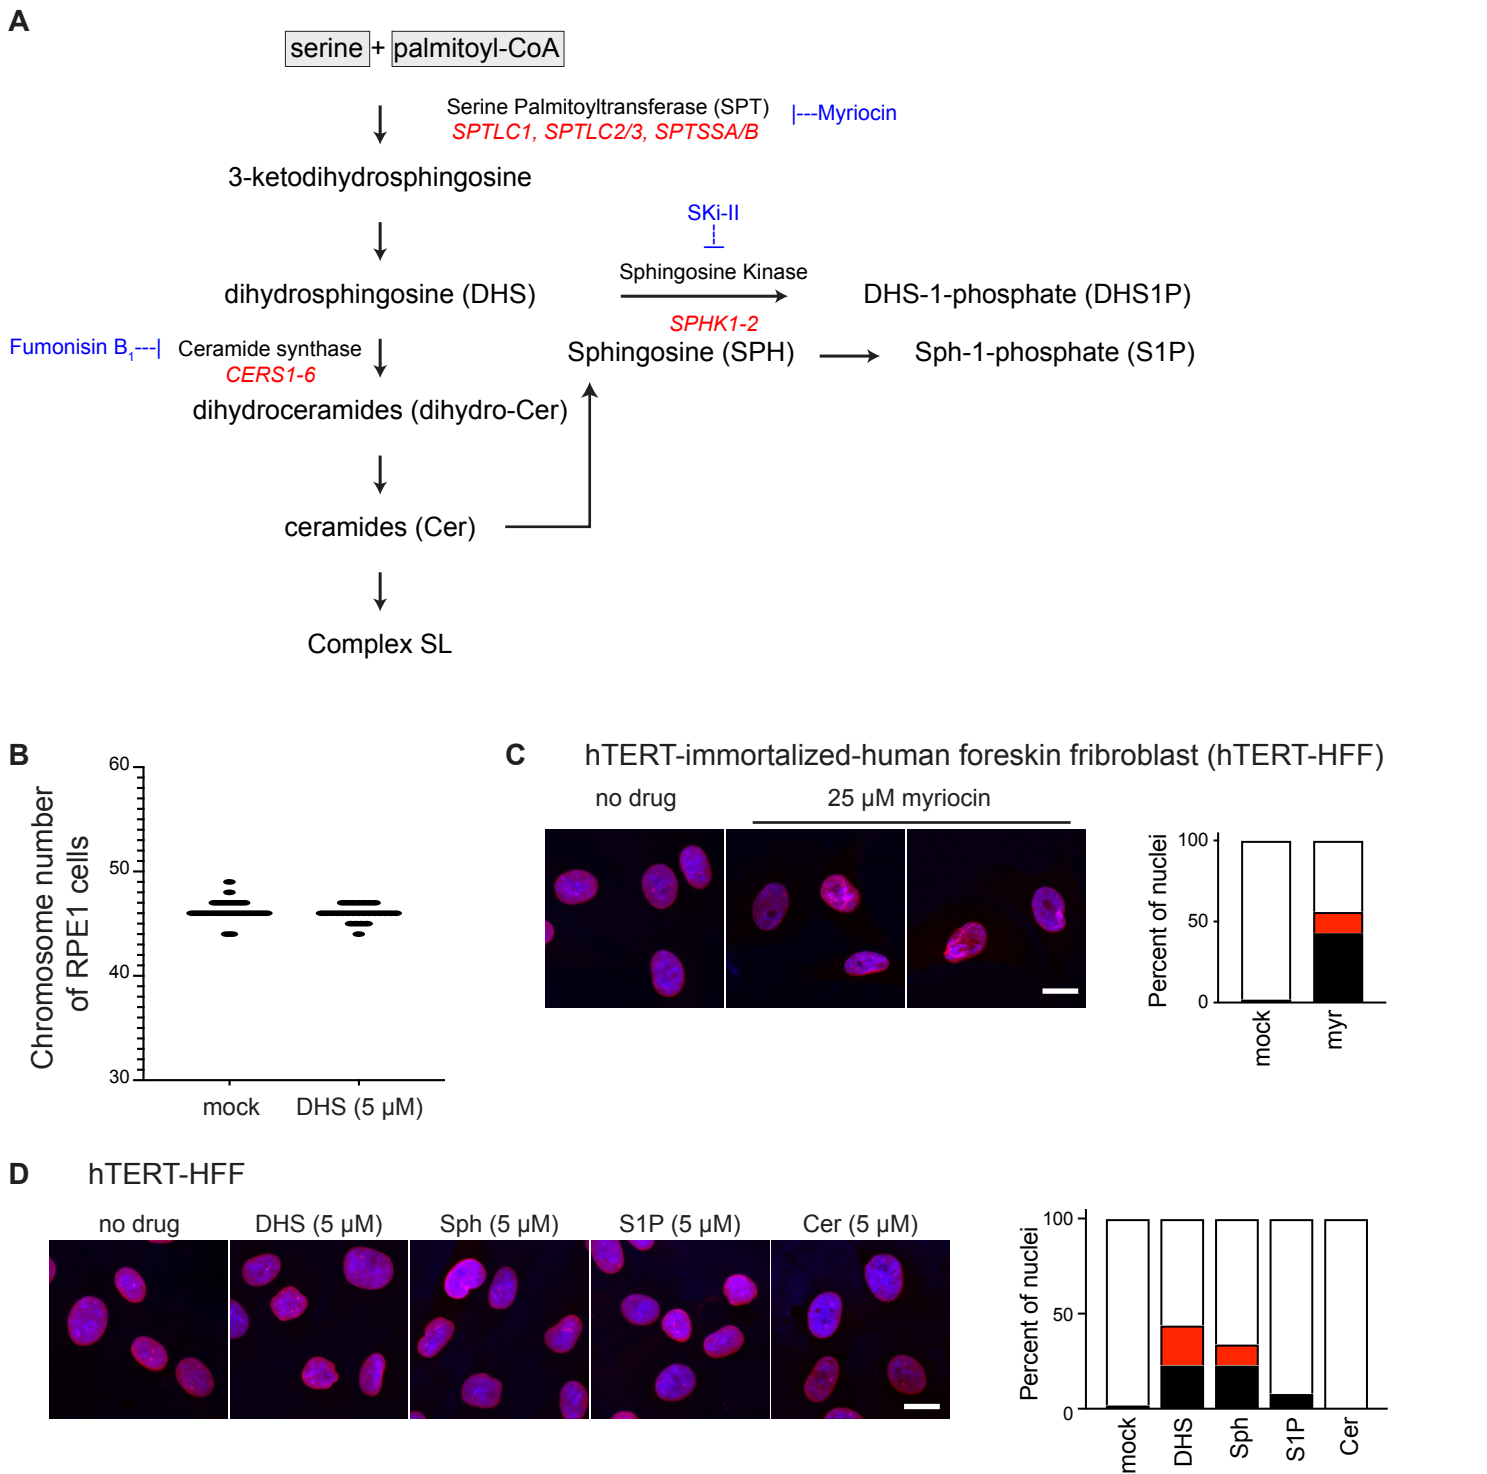 A
serine + palmitoyl-CoA
Serine Palmitoyltransferase (SPT)
|---Myriocin
SPTLC1, SPTLC2/3, SPTSSA/B
3-ketodihydrosphingosine
SKi-II
Sphingosine Kinase
dihydrosphingosine (DHS)
DHS-1-phosphate (DHS1P)
SPHK1-2
Fumonisin B1---|
Ceramide synthase
Sphingosine (SPH)
Sph-1-phosphate (S1P)
CERS1-6
dihydroceramides (dihydro-Cer)
ceramides (Cer)
Complex SL
B
Chromosome number
of RPE1 cells
60
50
40
30
mock
DHS (5 µM)
C
hTERT-immortalized-human foreskin fribroblast (hTERT-HFF)
no drug
25 µM myriocin
Percent of nuclei
100
50
0
mock
myr
D
hTERT-HFF
no drug
DHS (5 µM)
Sph (5 µM)
S1P (5 µM)
Cer (5 µM)
Percent of nuclei
100
50
0
mock
DHS
Sph
S1P
Cer